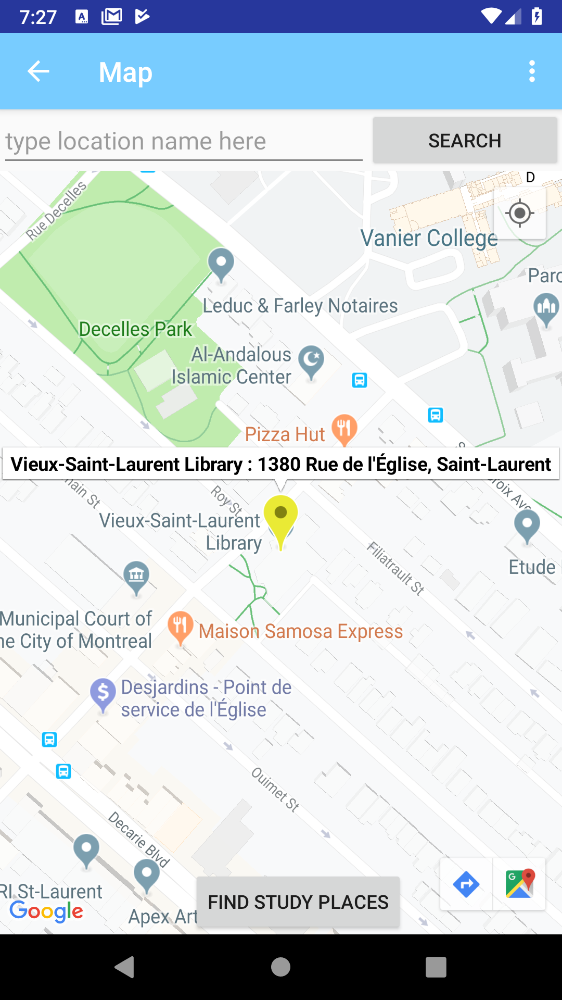 7:27
Map
type location name here
SEARCH
D
Rue Decelles
Vanier College
Parc
Leduc & Farley Notaires
Decelles Park
Al-Andalous
Islamic Center
Pizza Hut
Vieux-Saint-Laurent Library : 1380 Rue de l'Église, Saint-Laurent
main St
Roy St
roix Ave
Vieux-Saint-Laurent
Library
Filiatrault St
Etude
Municipal Court of
he City of Montreal
Maison Samosa Express
Desjardins - Point de
service de l'Église
Ouimet St
Decarie Blvd
RI St-Laurent
Google
Apex Art
FIND STUDY PLACES